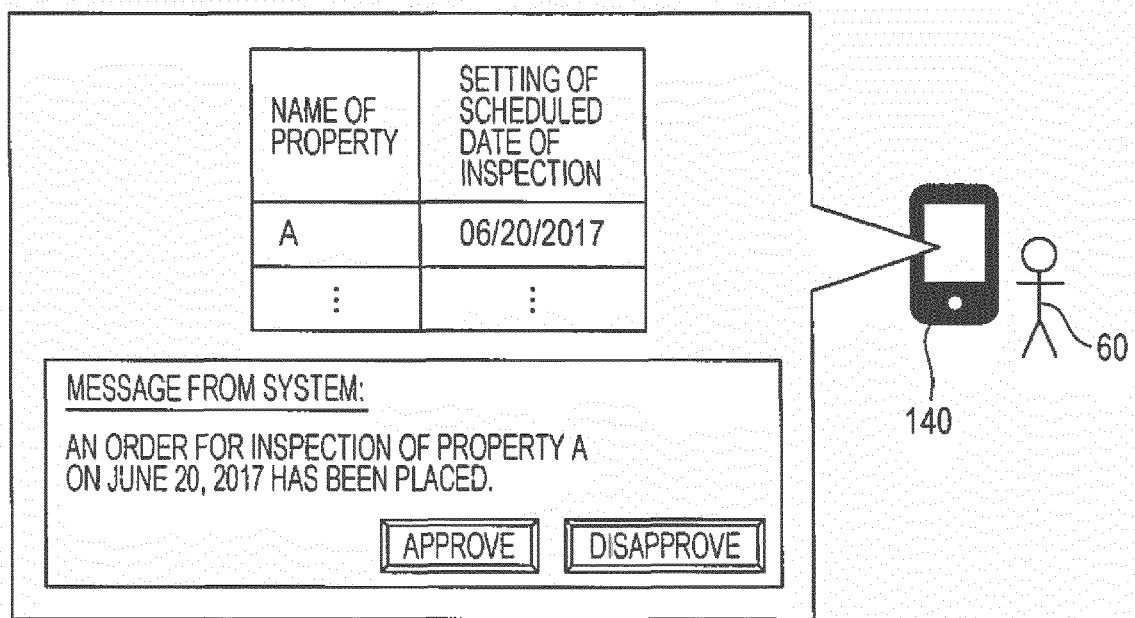 NAME OF
PROPERTY
SETTING OF
SCHEDULED
DATE OF
INSPECTION
A
06/20/2017
⋮
⋮
MESSAGE FROM SYSTEM:
AN ORDER FOR INSPECTION OF PROPERTY A
ON JUNE 20, 2017 HAS BEEN PLACED.
APPROVE
DISAPPROVE
140
60